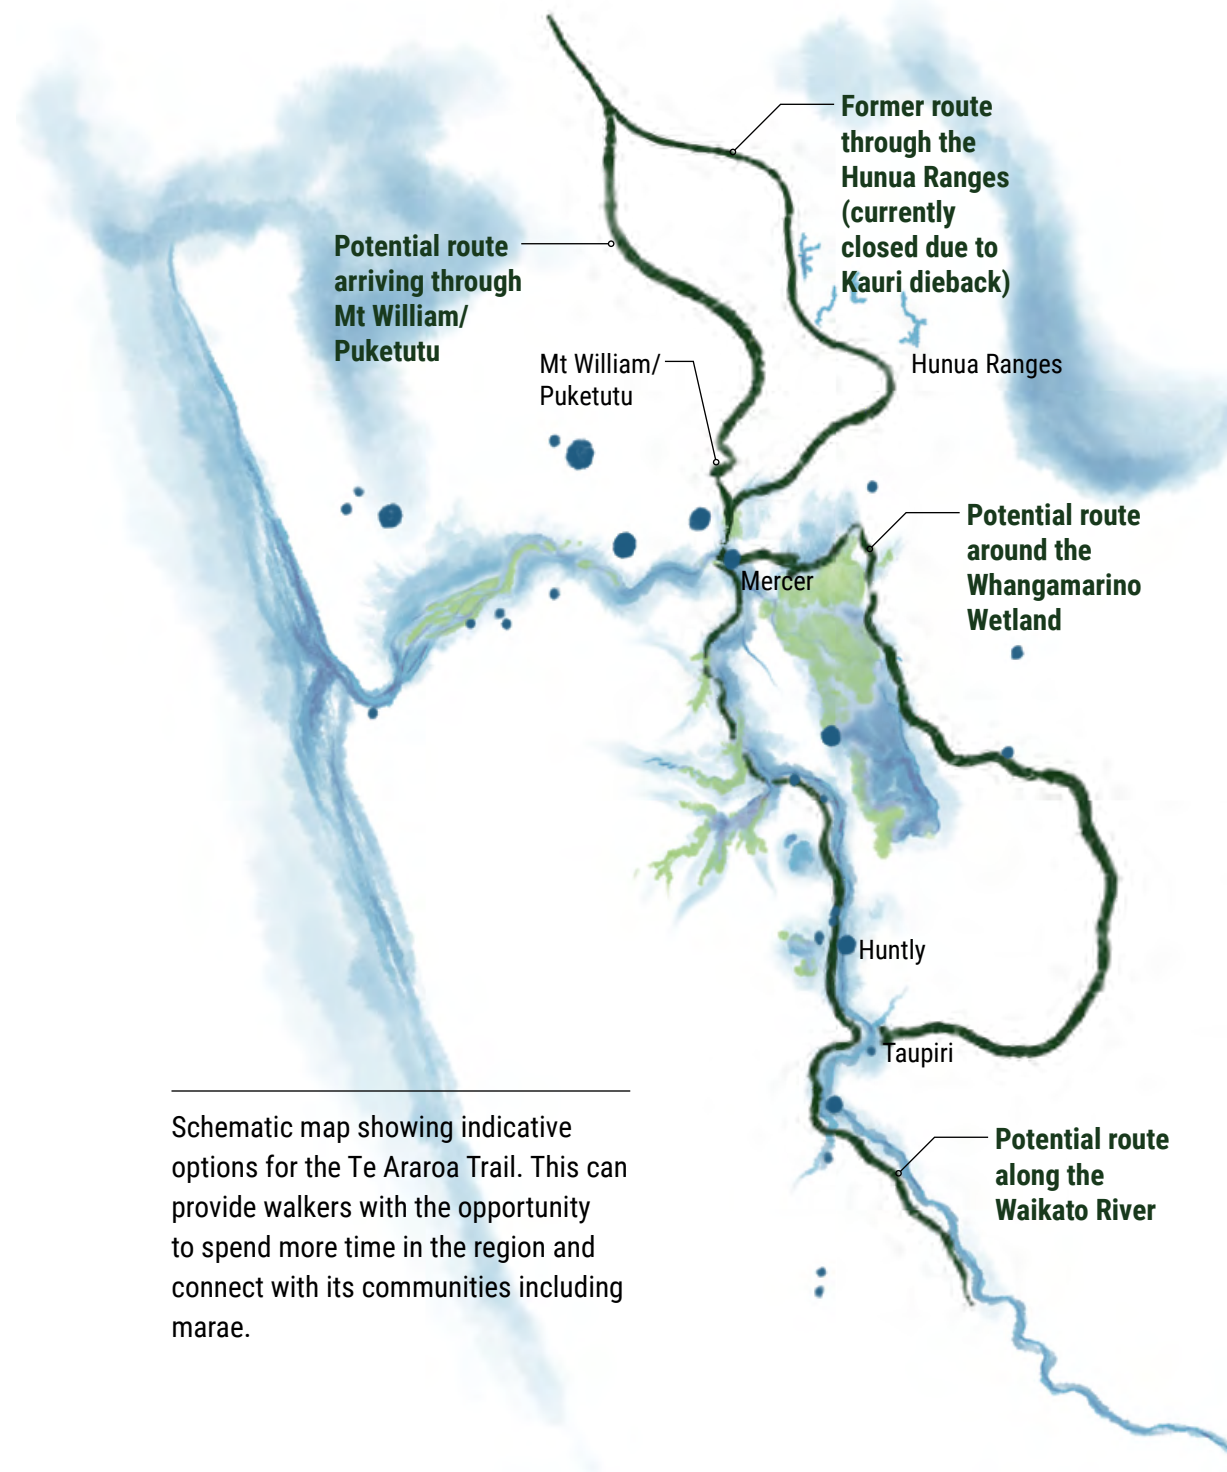 Former route
through the
Hunua Ranges
(currently
closed due to
Kauri dieback)
Potential route
arriving through
Mt William/
Puketutu
Mt William/
Puketutu
Hunua Ranges
Potential route
around the
Whangamarino
Wetland
Mercer
Huntly
Taupiri
Schematic map showing indicative
options for the Te Araroa Trail. This can
provide walkers with the opportunity
to spend more time in the region and
connect with its communities including
marae.
Potential route
along the
Waikato River